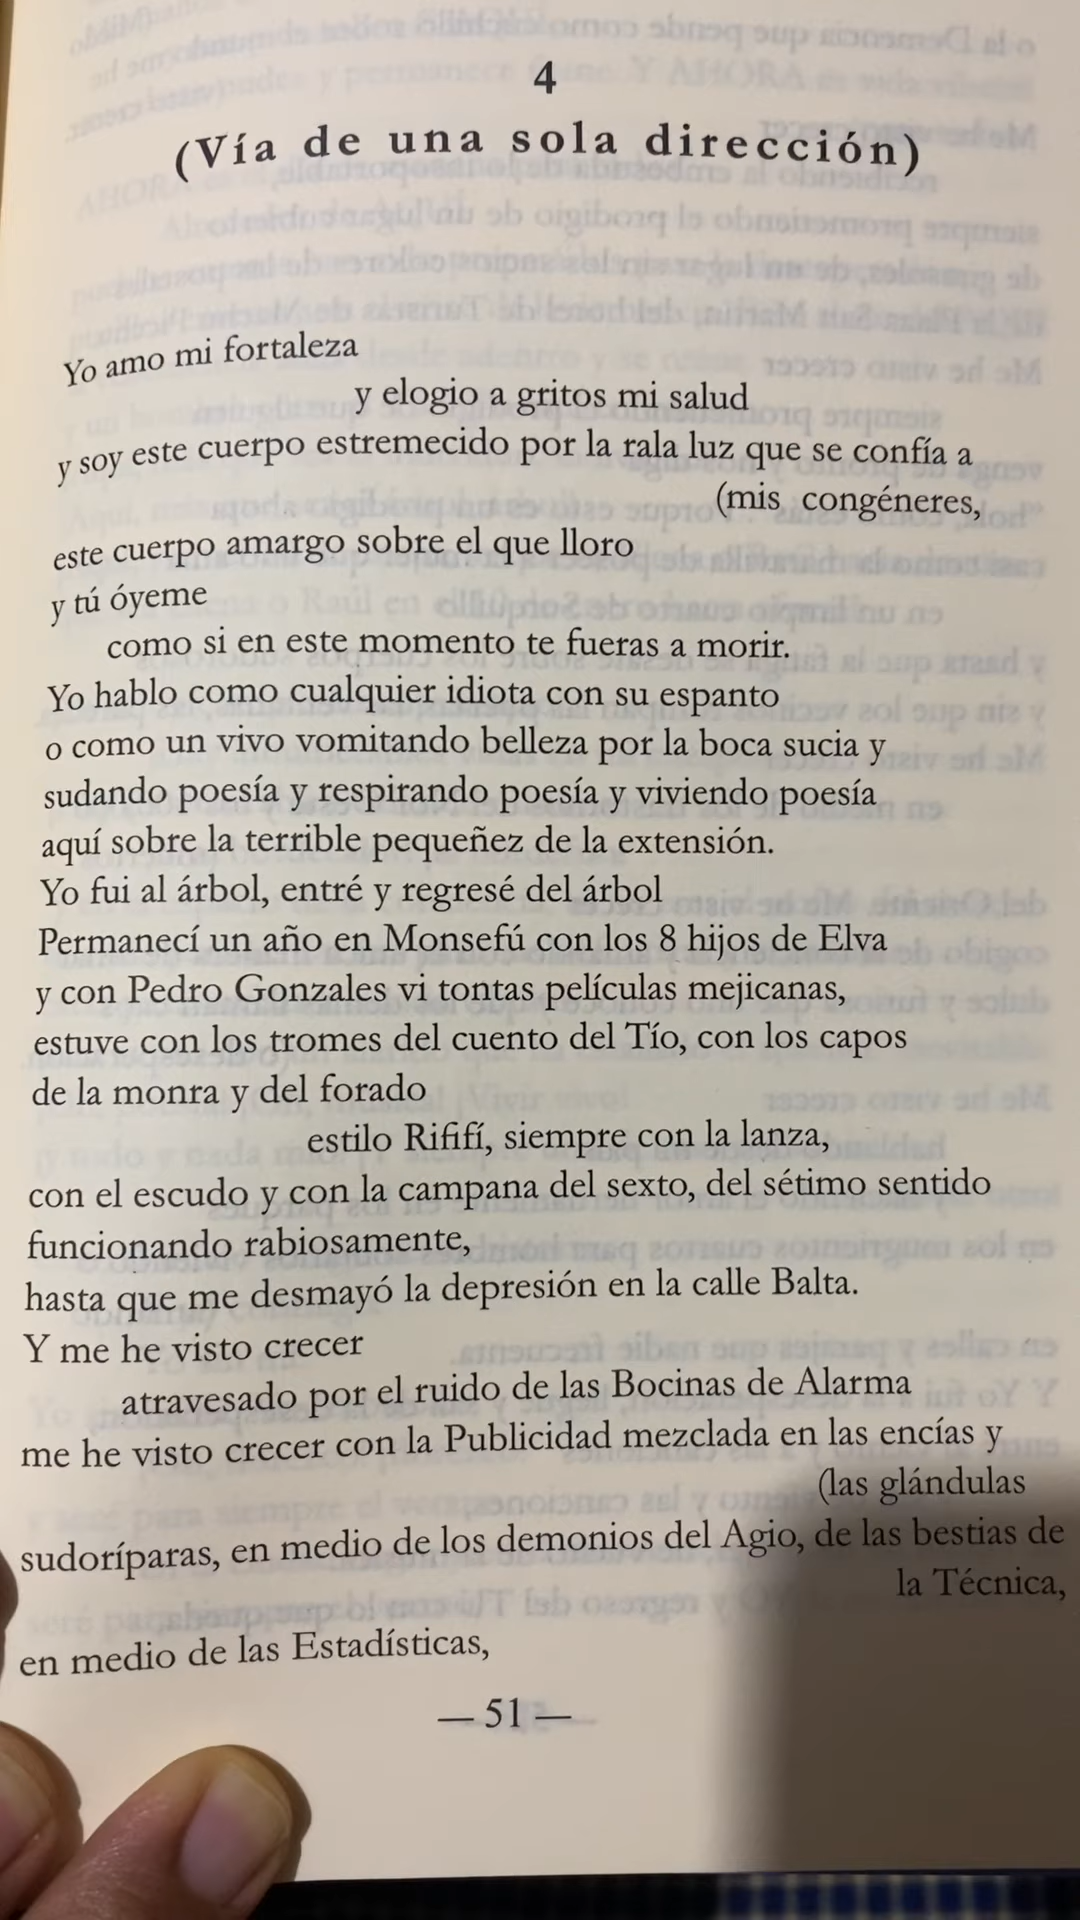 4
(Vía de una sola dirección)
Yo amo mi fortaleza
y elogio a gritos mi salud
y soy este cuerpo estremecido por la rala luz que se confía a
(mis congéneres,
este cuerpo amargo sobre el que lloro
y tú óyeme
como si en este momento te fueras a morir.
Yo hablo como cualquier idiota con su espanto
o como un vivo vomitando belleza por la boca sucia y
sudando poesía y respirando poesía y viviendo poesía
aquí sobre la terrible pequeñez de la extensión.
Yo fui al árbol, entré y regresé del árbol
Permanecí un año en Monsefú con los 8 hijos de Elva
y con Pedro Gonzales vi tontas películas mejicanas,
estuve con los tromes del cuento del Tío, con los capos
de la monra y del forado
estilo Rififí, siempre con la lanza,
con el escudo y con la campana del sexto, del sétimo sentido
funcionando rabiosamente,
hasta que me desmayó la depresión en la calle Balta.
Y me he visto crecer
atravesado por el ruido de las Bocinas de Alarma
me he visto crecer con la Publicidad mezclada en las encías y
(las glándulas
sudoríparas, en medio de los demonios del Agio, de las bestias de
la Técnica,
en medio de las Estadísticas,
— 51 —